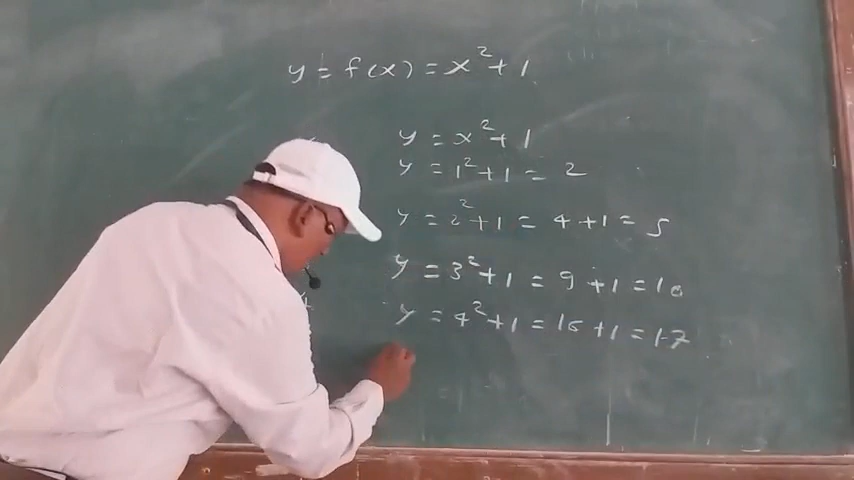 y = f(x) = x² + 1
y = x² + 1
y = 1² + 1 = 2
y = 2² + 1 = 4 + 1 = 5
y = 3² + 1 = 9 + 1 = 10
y = 4² + 1 = 16 + 1 = 17